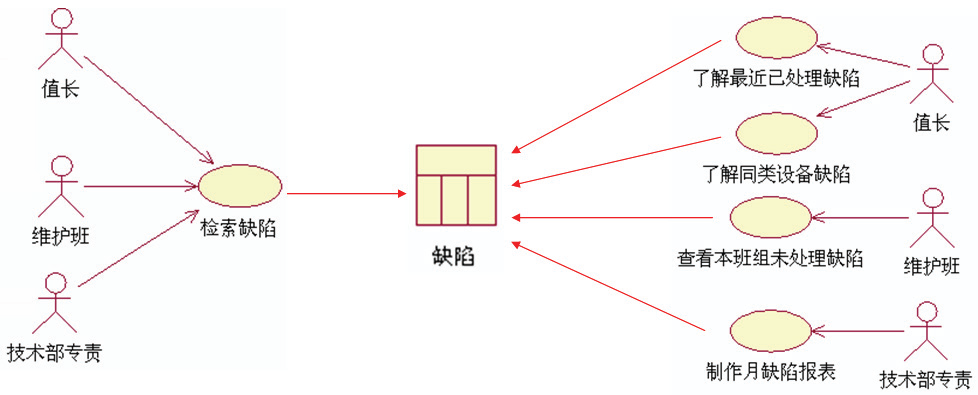 值长
维护班
技术部专责
检索缺陷
缺陷
了解最近已处理缺陷
了解同类设备缺陷
查看本班组未处理缺陷
制作月缺陷报表
值长
维护班
技术部专责